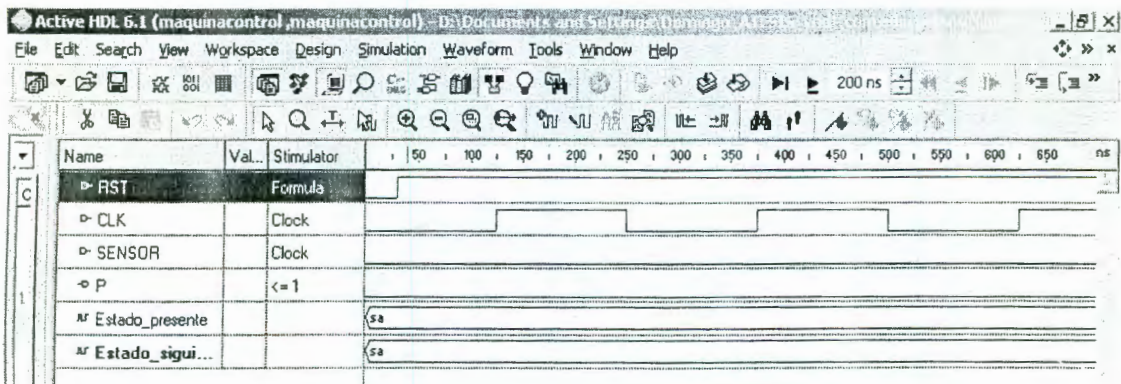 Active HDL 6.1 (maquinacontrol ,maquinacontrol) - D:\Documents and Settings\Domingo
File Edit Search View Workspace Design Simulation Waveform Tools Window Help
200 ns
Name Val... Stimulator 50 100 150 200 250 300 350 400 450 500 550 600 650 ns
RST Formula
C
CLK Clock
SENSOR Clock
P <= 1
Estado_presente sa
Estado_sigui... sa